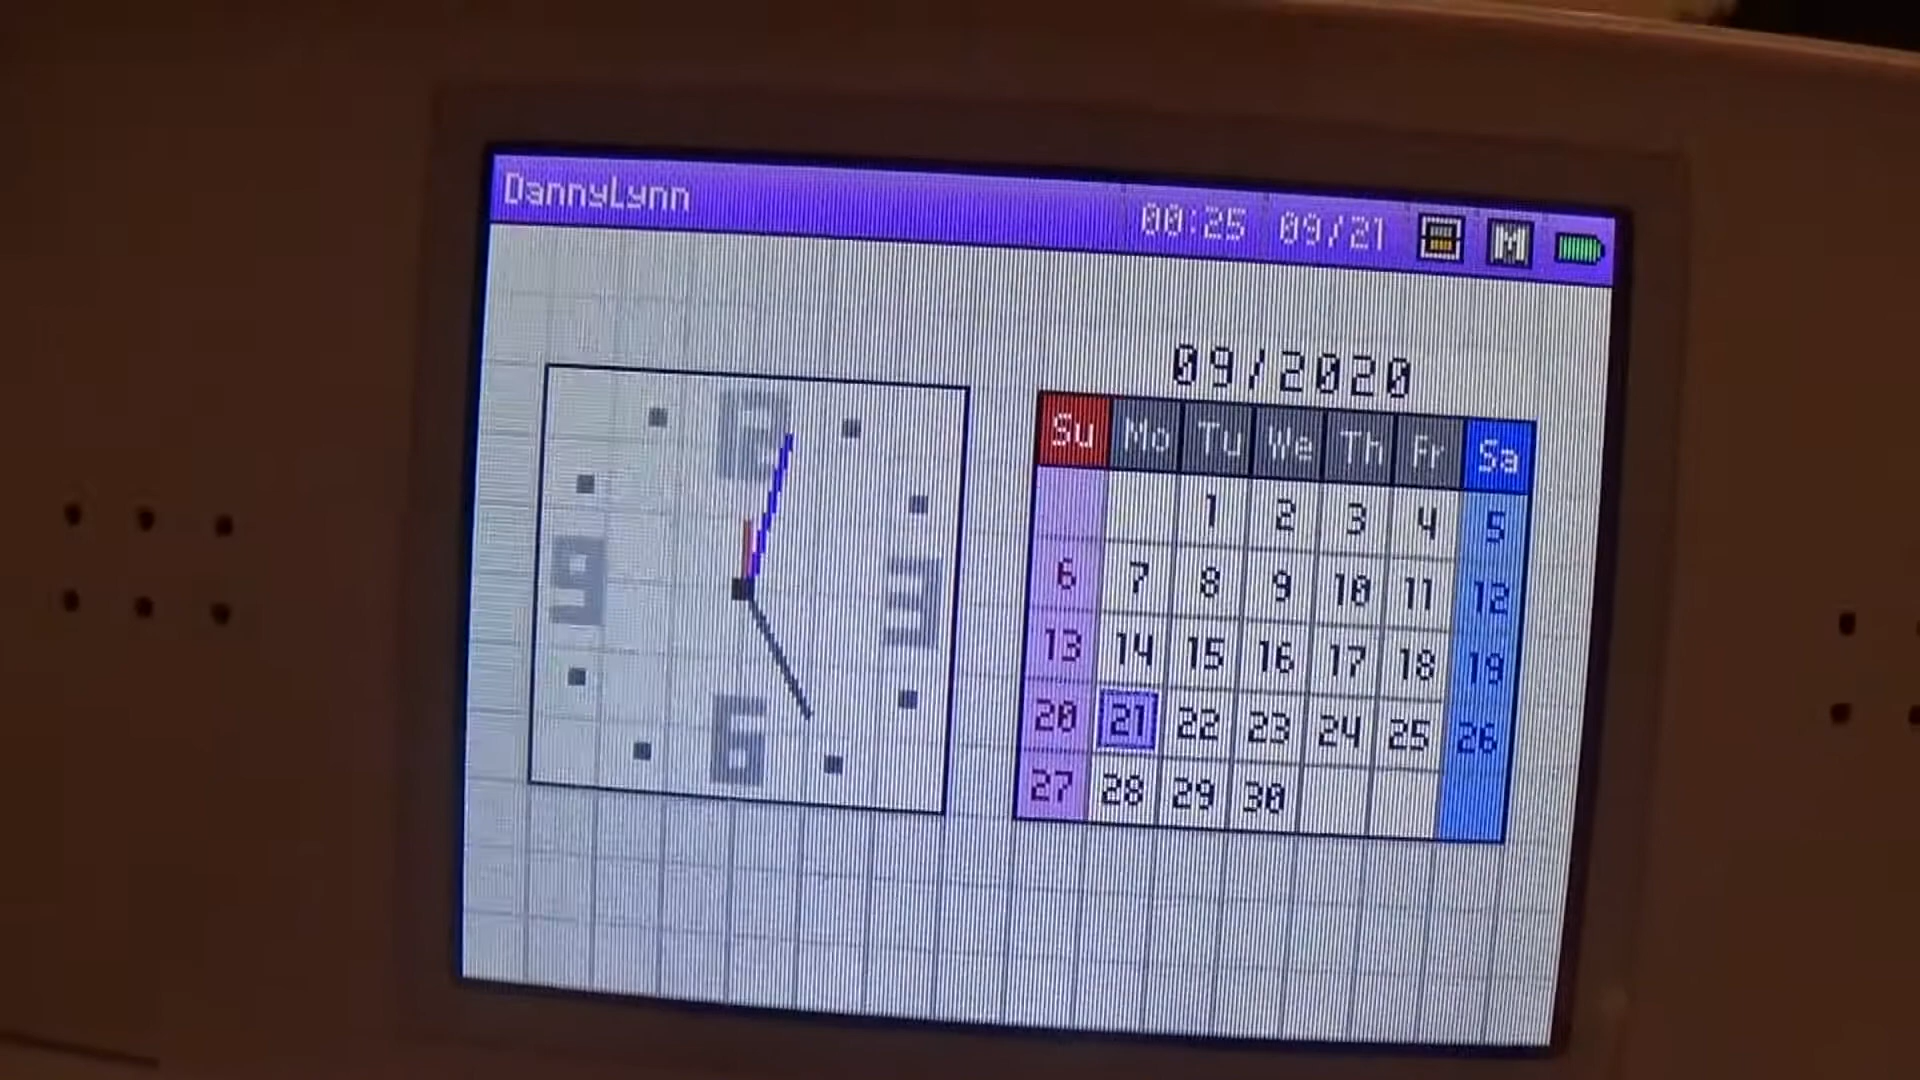 DannyLynn 00:25 09/21 M
09/2020
12
9 3
6
Su Mo Tu We Th Fr Sa
1 2 3 4 5
6 7 8 9 10 11 12
13 14 15 16 17 18 19
20 21 22 23 24 25 26
27 28 29 30